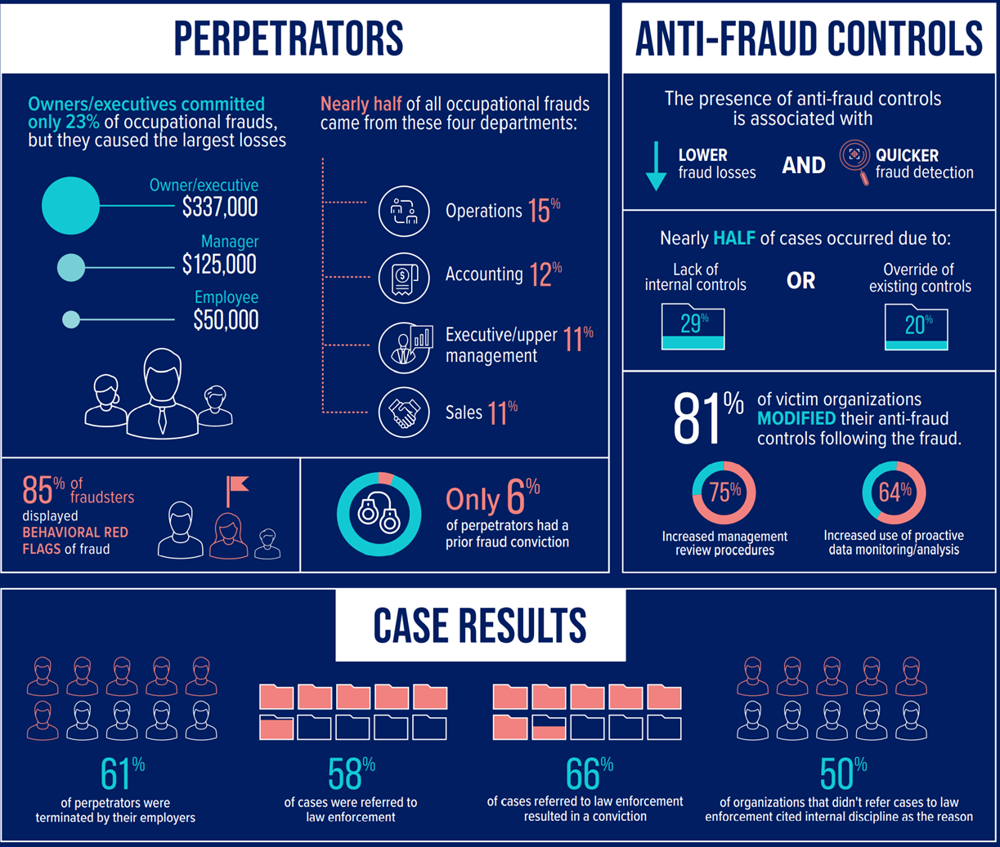 PERPETRATORS
Owners/executives committed
only 23% of occupational frauds,
but they caused the largest losses
Owner/executive
$337,000
Manager
$125,000
Employee
$50,000
Nearly half of all occupational frauds
came from these four departments:
Operations 15%
Accounting 12%
Executive/upper
management 11%
Sales 11%
85% of
fraudsters
displayed
BEHAVIORAL RED
FLAGS of fraud
Only 6%
of perpetrators had a
prior fraud conviction
ANTI-FRAUD CONTROLS
The presence of anti-fraud controls
is associated with
LOWER
fraud losses
AND
QUICKER
fraud detection
Nearly HALF of cases occurred due to:
Lack of
internal controls
29%
OR
Override of
existing controls
20%
81% of victim organizations
MODIFIED their anti-fraud
controls following the fraud.
75%
Increased management
review procedures
64%
Increased use of proactive
data monitoring/analysis
CASE RESULTS
61%
of perpetrators were
terminated by their employers
58%
of cases were referred to
law enforcement
66%
of cases referred to law enforcement
resulted in a conviction
50%
of organizations that didn't refer cases to law
enforcement cited internal discipline as the reason